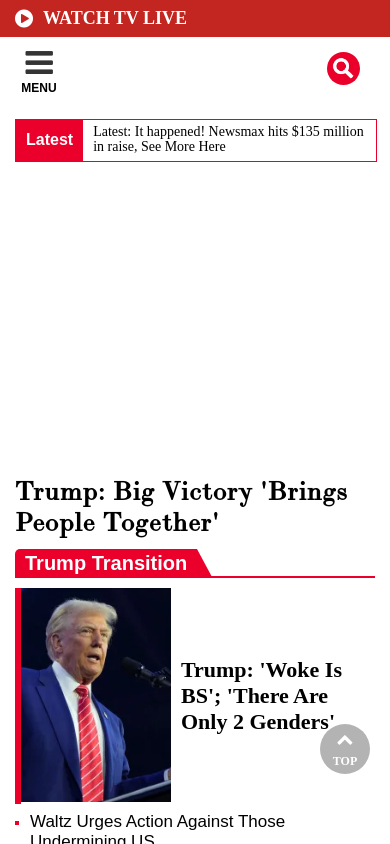 WATCH TV LIVE
MENU
Latest
Latest: It happened! Newsmax hits $135 million
in raise, See More Here
Trump: Big Victory 'Brings
People Together'
Trump Transition
Trump: 'Woke Is
BS'; 'There Are
Only 2 Genders'
TOP
Waltz Urges Action Against Those
Undermining US